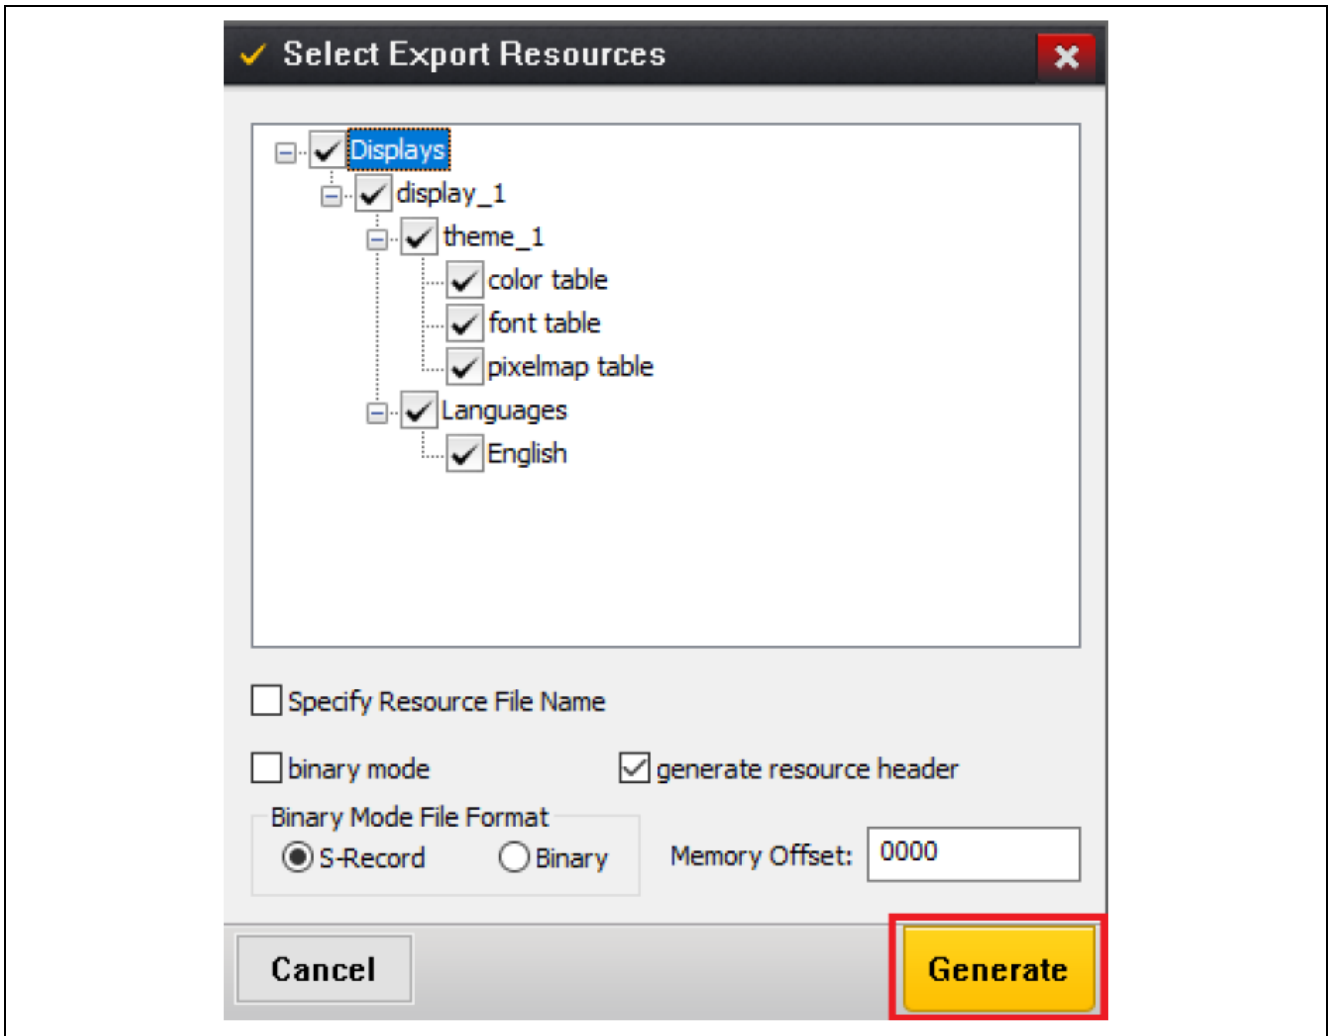 Select Export Resources
Displays
display_1
theme_1
color table
font table
pixelmap table
Languages
English
Specify Resource File Name
binary mode generate resource header
Binary Mode File Format
S-Record Binary Memory Offset: 0000
Cancel Generate